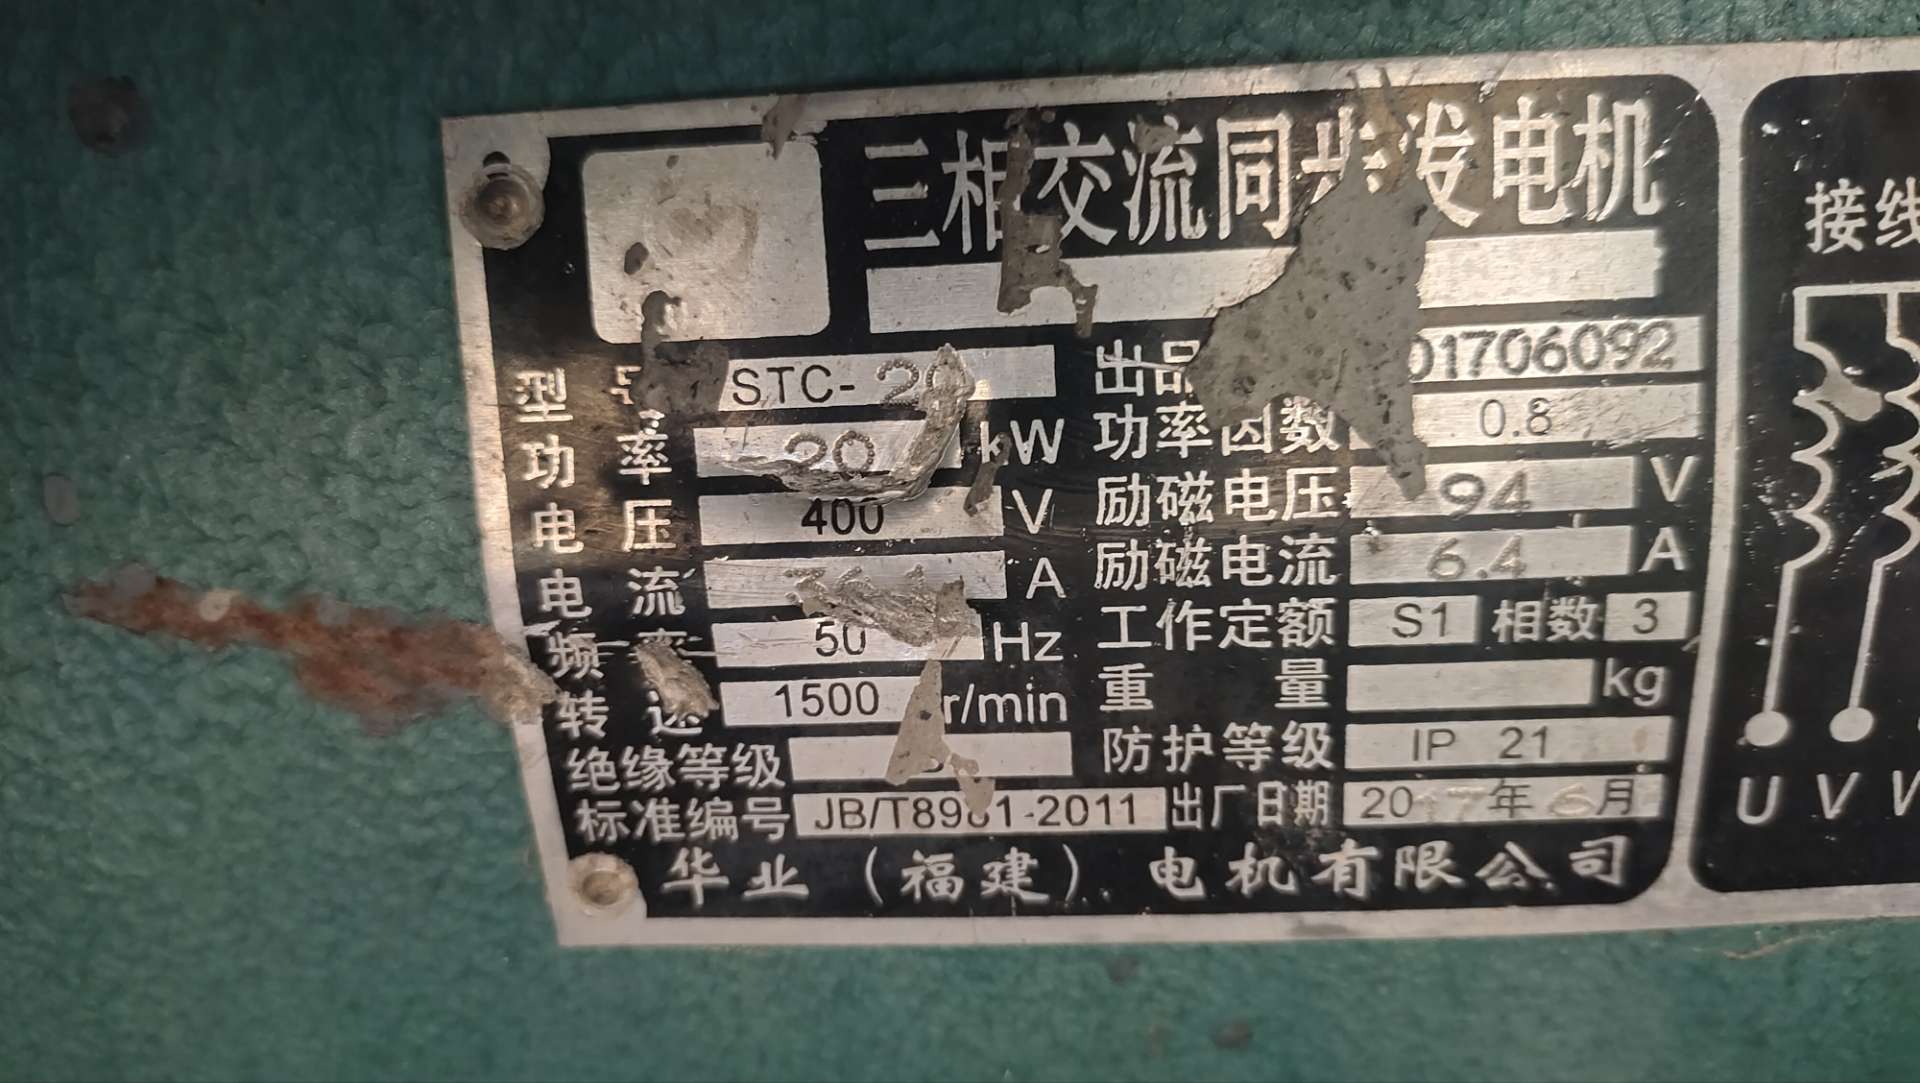 三相交流同步发电机
型号 STC-20 出品 01706092
功率 20 kW 功率因数 0.8
电压 400 V 励磁电压 94 V
电流 A 励磁电流 6.4 A
频率 50 Hz 工作定额 S1 相数 3
转速 1500 r/min 重量 kg
绝缘等级 防护等级 IP 21
标准编号 JB/T8981-2011 出厂日期 2017年6月
华业（福建）电机有限公司
接线
U V